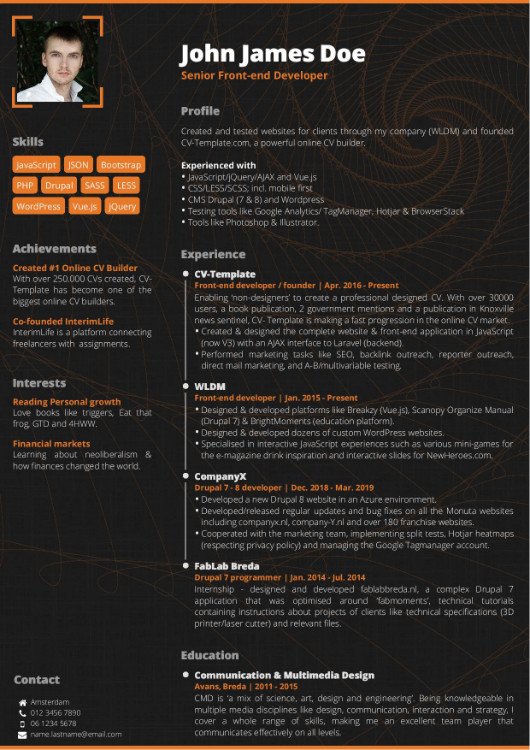 John James Doe
Senior Front-end Developer
Profile
Created and tested websites for clients through my company (WLDM) and founded
CV-Template.com, a powerful online CV builder.
Experienced with
• JavaScript/jQuery/AJAX and Vue.js
• CSS/LESS/SCSS; incl. mobile first
• CMS Drupal (7 & 8) and Wordpress
• Testing tools like Google Analytics/ TagManager, Hotjar & BrowserStack
• Tools like Photoshop & Illustrator.
Experience
CV-Template
Front-end developer / founder | Apr. 2016 - Present
Enabling ‘non-designers’ to create a professional designed CV. With over 30000
users, a book publication, 2 government mentions and a publication in Knoxville
news sentinel, CV- Template is making a fast progression in the online CV market.
• Created & designed the complete website & front-end application in JavaScript
(now V3) with an AJAX interface to Laravel (backend).
• Performed marketing tasks like SEO, backlink outreach, reporter outreach,
direct mail marketing, and A-B/multivariable testing.
WLDM
Front-end developer | Jan. 2015 - Present
• Designed & developed platforms like Breakzy (Vue.js), Scanopy Organize Manual
(Drupal 7) & BrightMoments (education platform).
• Designed & developed dozens of custom WordPress websites.
• Specialised in interactive JavaScript experiences such as various mini-games for
the e-magazine drink inspiration and interactive slides for NewHeroes.com.
CompanyX
Drupal 7 - 8 developer | Dec. 2018 - Mar. 2019
• Developed a new Drupal 8 website in an Azure environment.
• Developed/released regular updates and bug fixes on all the Monuta websites
including companyx.nl, company-Y.nl and over 180 franchise websites.
• Cooperated with the marketing team, implementing split tests, Hotjar heatmaps
(respecting privacy policy) and managing the Google Tagmanager account.
FabLab Breda
Drupal 7 programmer | Jan. 2014 - Jul. 2014
Internship - designed and developed fablabbreda.nl, a complex Drupal 7
application that was optimised around ‘fabmoments’, technical tutorials
containing instructions about projects of clients like technical specifications (3D
printer/laser cutter) and relevant files.
Education
Communication & Multimedia Design
Avans, Breda | 2011 - 2015
CMD is ‘a mix of science, art, design and engineering’. Being knowledgeable in
multiple media disciplines like design, communication, interaction and strategy, I
cover a whole range of skills, making me an excellent team player that
communicates effectively on all levels.
Skills
JavaScript JSON Bootstrap
PHP Drupal SASS LESS
WordPress Vue.js jQuery
Achievements
Created #1 Online CV Builder
With over 250.000 CVs created, CV-
Template has become one of the
biggest online CV builders.
Co-founded InterimLife
InterimLife is a platform connecting
freelancers with assignments.
Interests
Reading Personal growth
Love books like triggers, Eat that
frog, GTD and 4HWW.
Financial markets
Learning about neoliberalism &
how finances changed the world.
Contact
Amsterdam
012 3456 7890
06 1234 5678
name.lastname@email.com